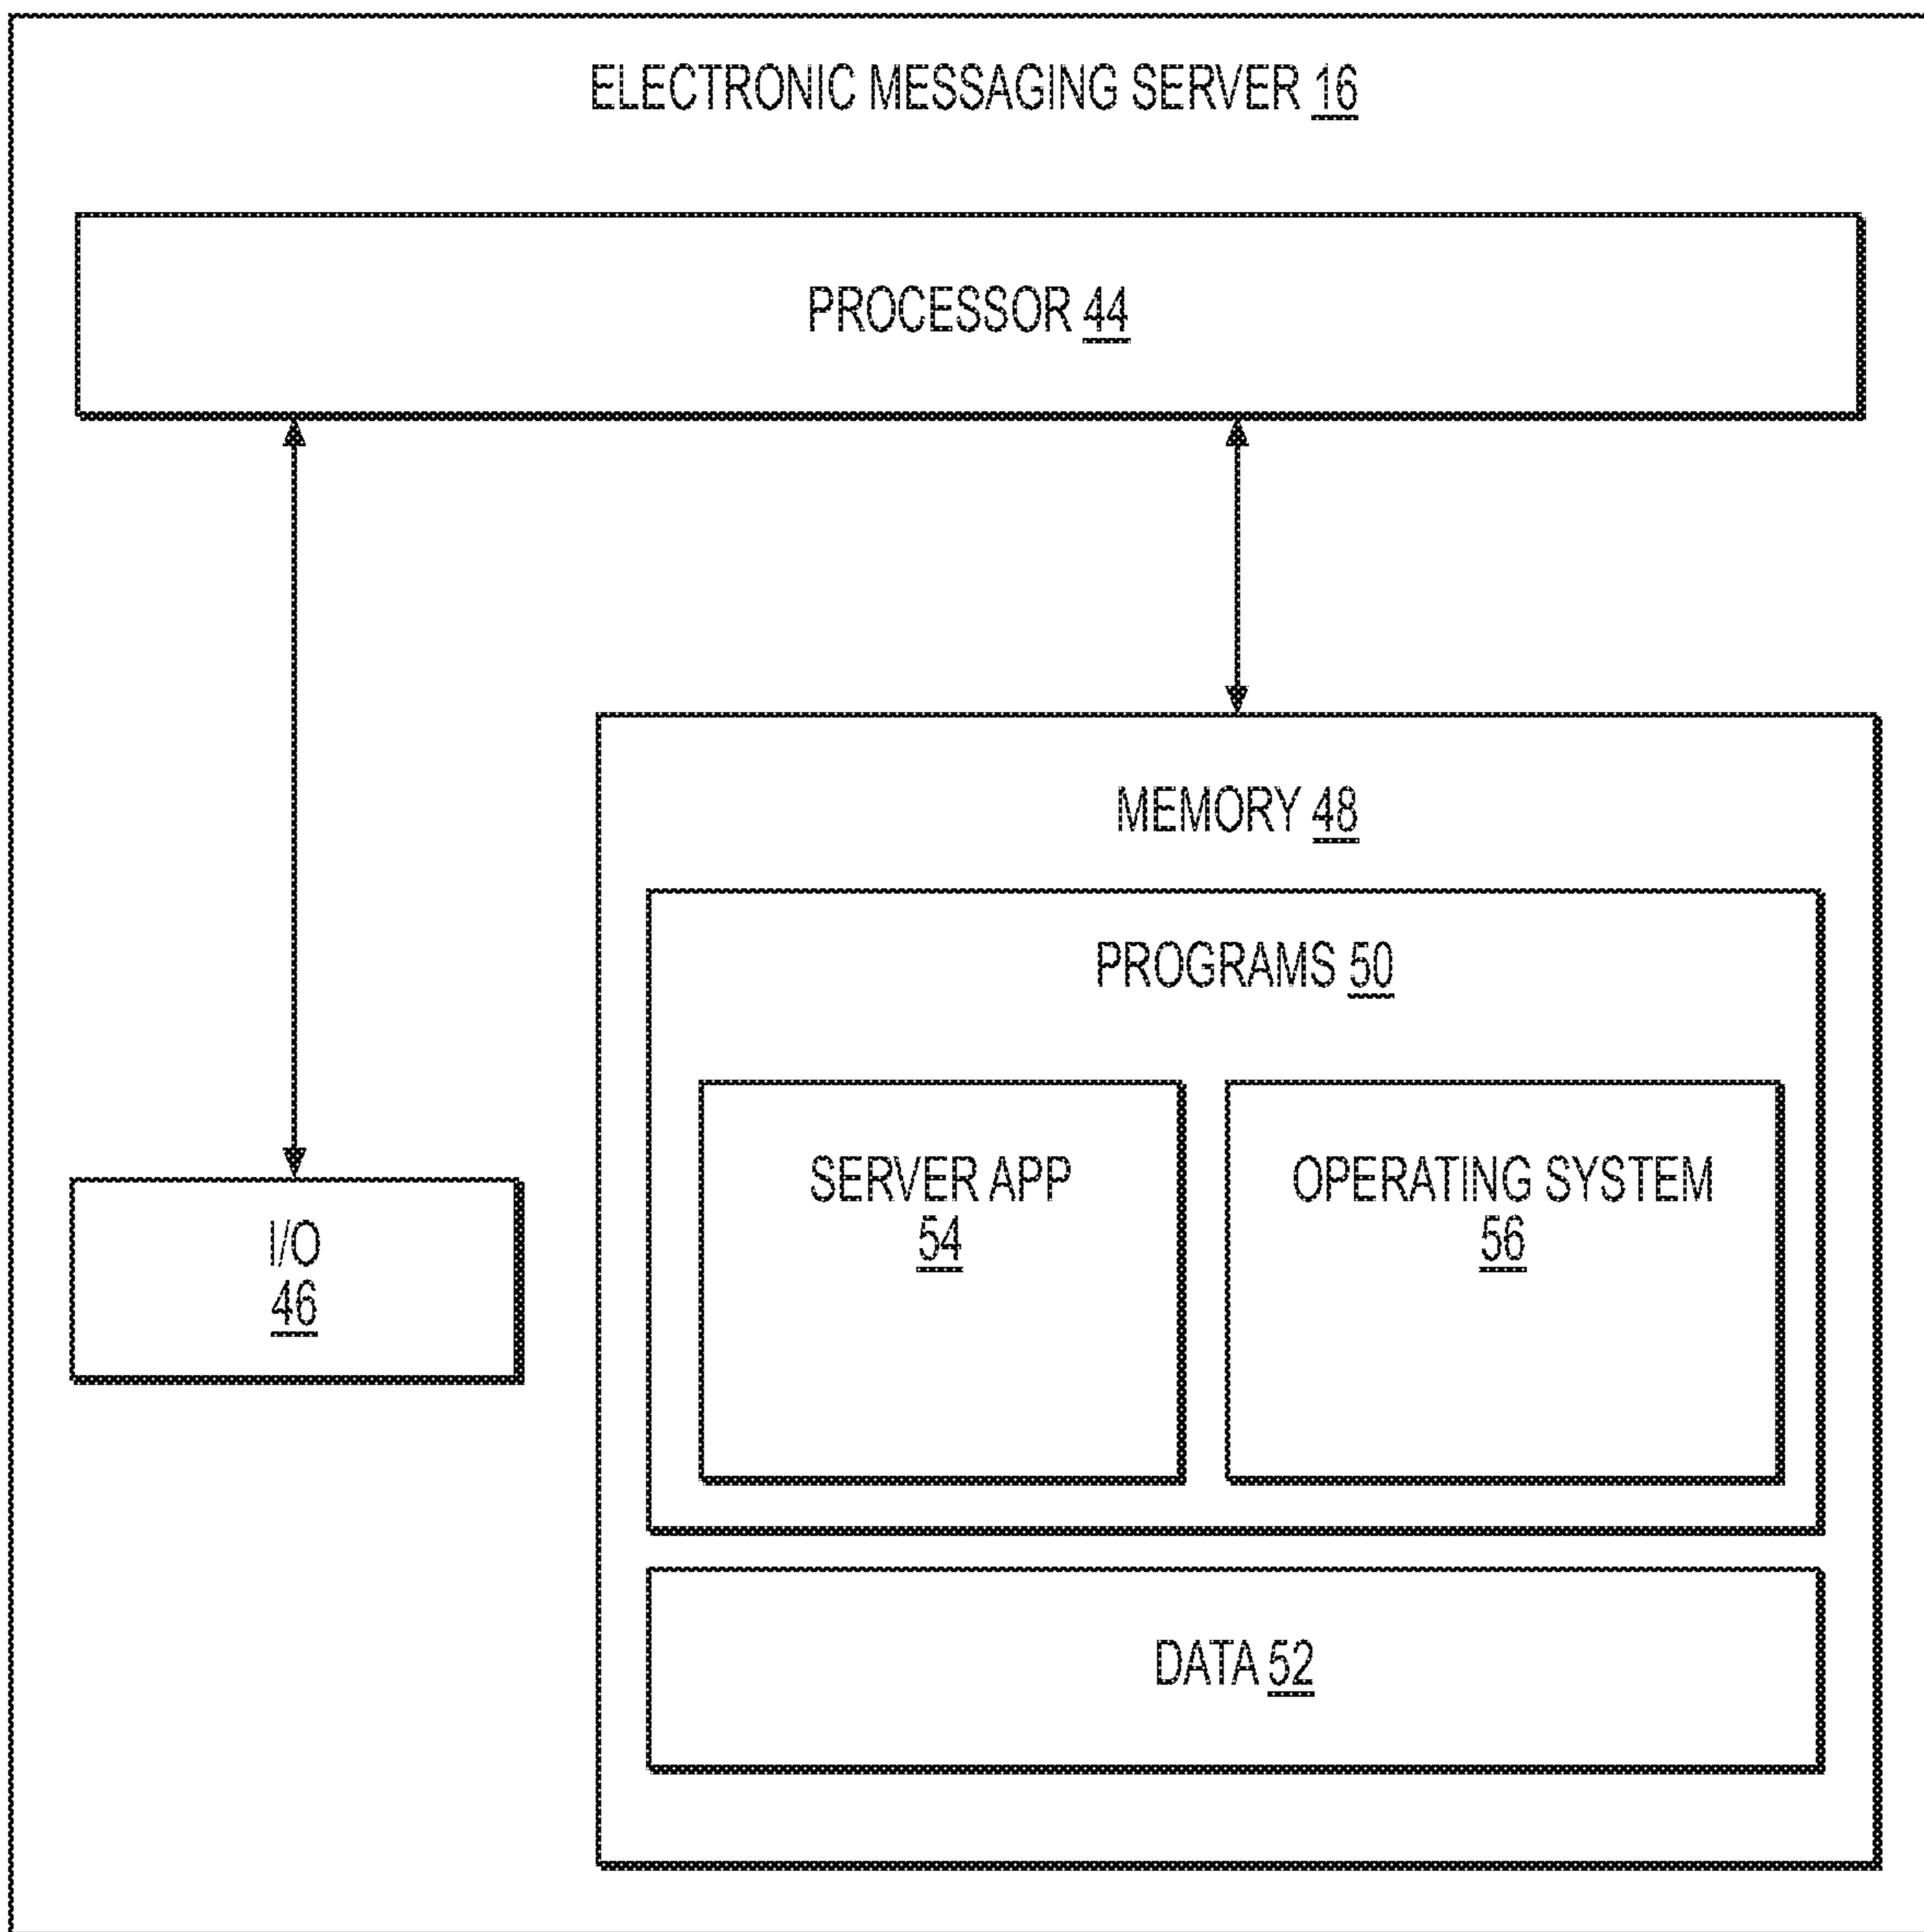 ELECTRONIC MESSAGING SERVER 16
PROCESSOR 44
MEMORY 48
PROGRAMS 50
SERVER APP
54
OPERATING SYSTEM
56
I/O
46
DATA 52